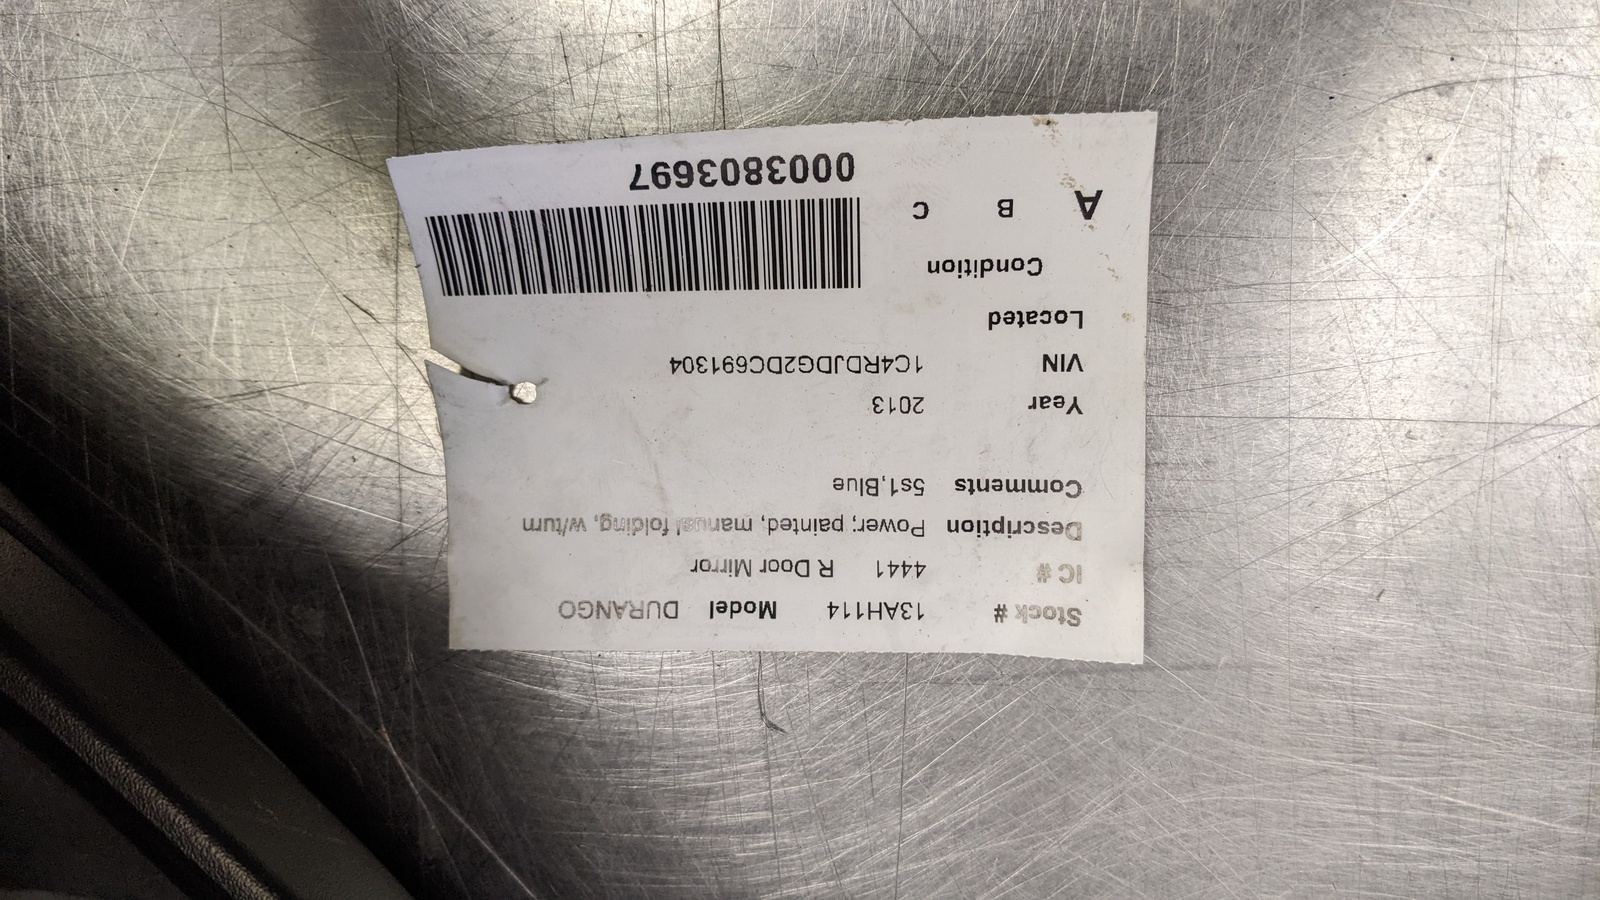 Stock # 13AH114 Model DURANGO
IC # 4441 R Door Mirror
Description Power; painted, manual folding, w/turn
Comments 5s1,Blue
Year 2013
VIN 1C4RDJDG2DC691304
Located
Condition
A B C
0003803697